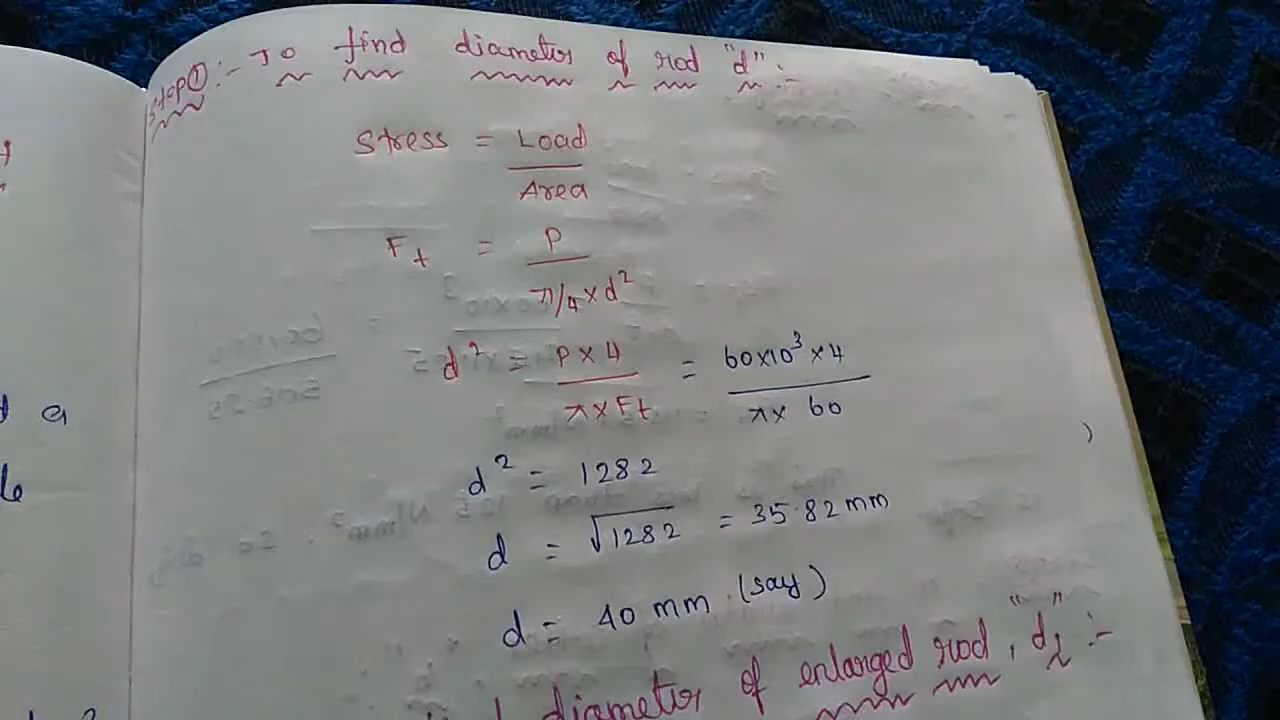 Step ① :- To find diameter of rod "d" :-
Stress = Load / Area
Ft = P / π/4 × d²
d² = P × 4 / π × Ft = 60×10³ × 4 / π × 60
d² = 1282
d = √1282 = 35.82 mm
d = 40 mm (say)
diameter of enlarged rod, "d2" :-